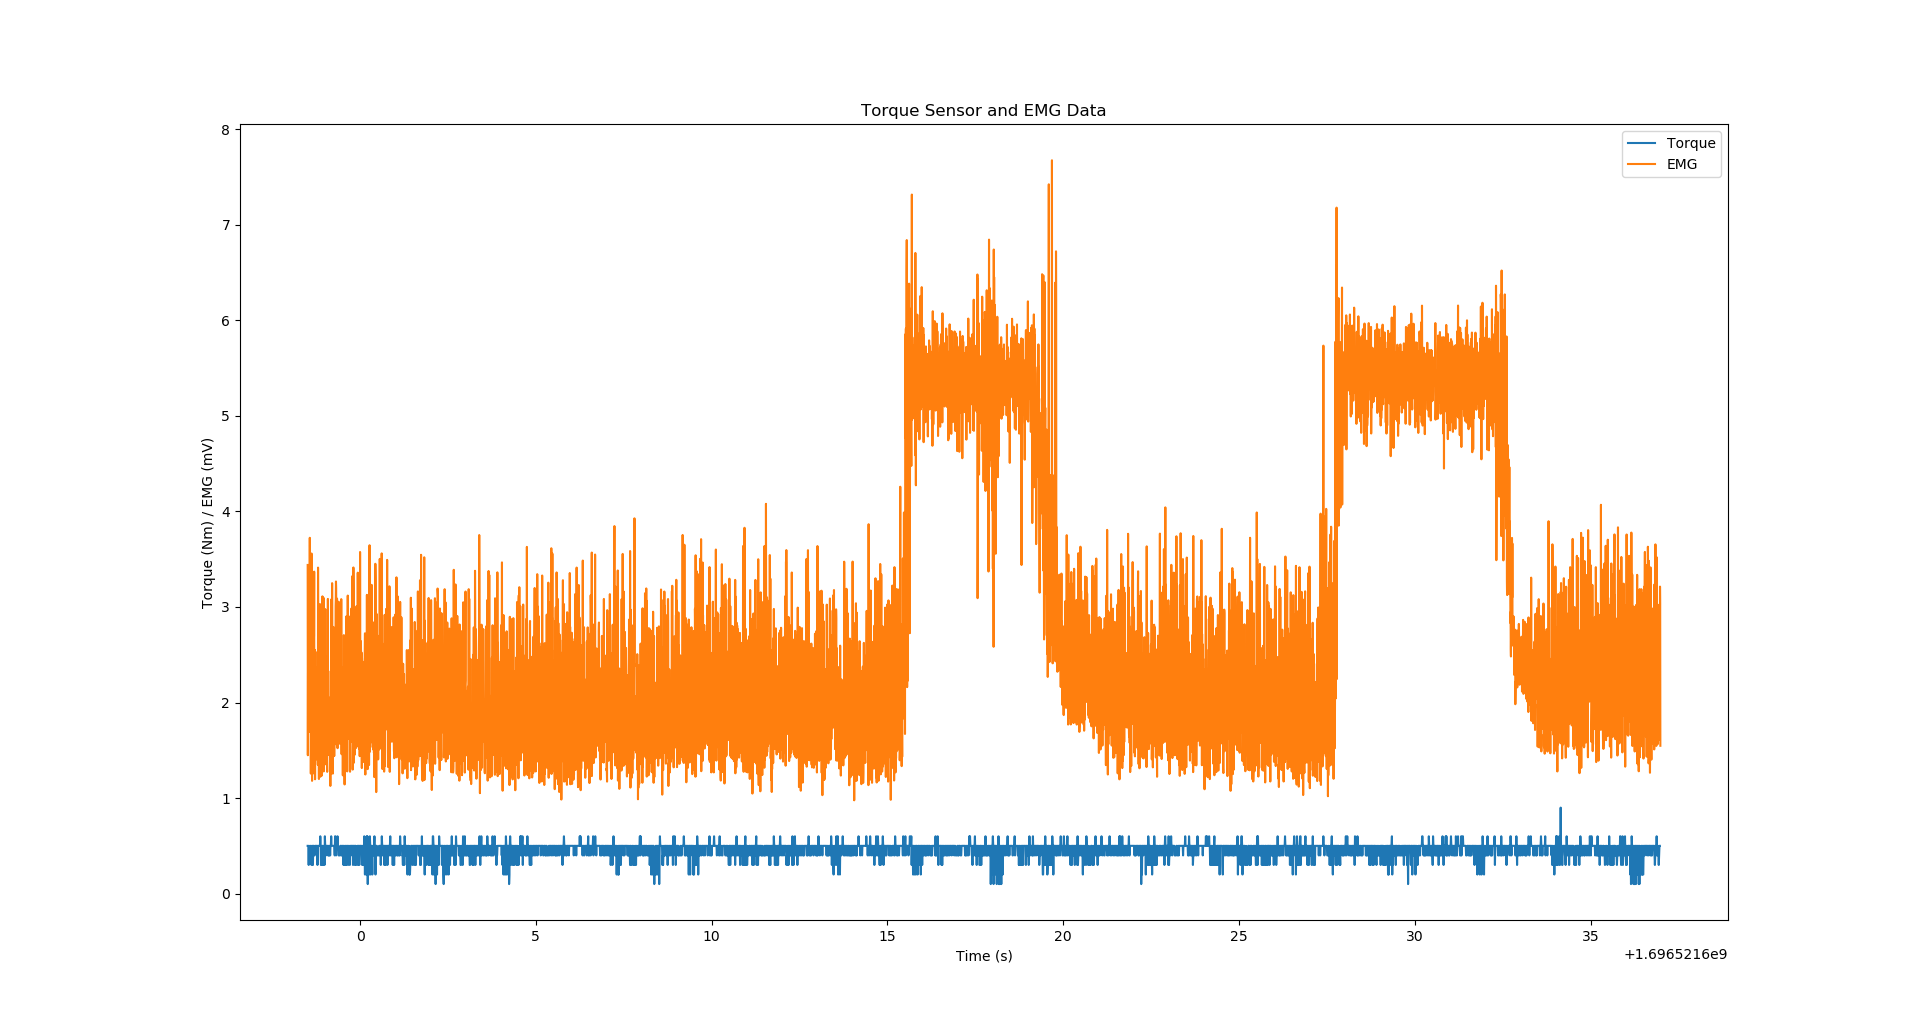 Torque Sensor and EMG Data
Torque
EMG
8
7
6
5
4
3
2
1
0
Torque (Nm) / EMG (mV)
0 5 10 15 20 25 30 35
Time (s)
+1.6965216e9